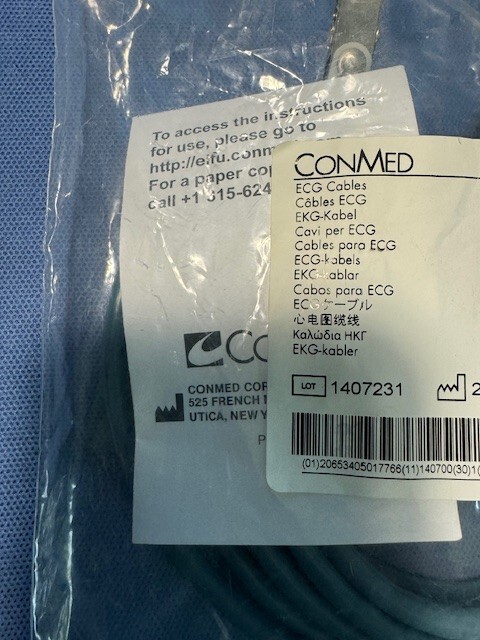 To access the instructions
for use, please go to
http://eifu.conm
For a paper cop
call +1 315-624
CONMED
ECG Cables
Câbles ECG
EKG-Kabel
Cavi per ECG
Cables para ECG
ECG-kabels
EKG-kablar
Cabos para ECG
ECGケーブル
心电图缆线
Καλώδια ΗΚΓ
EKG-kabler
LOT 1407231
2
(01)20653405017766(11)140700(30)1(
CO
CONMED COR
525 FRENCH
UTICA, NEW Y
P